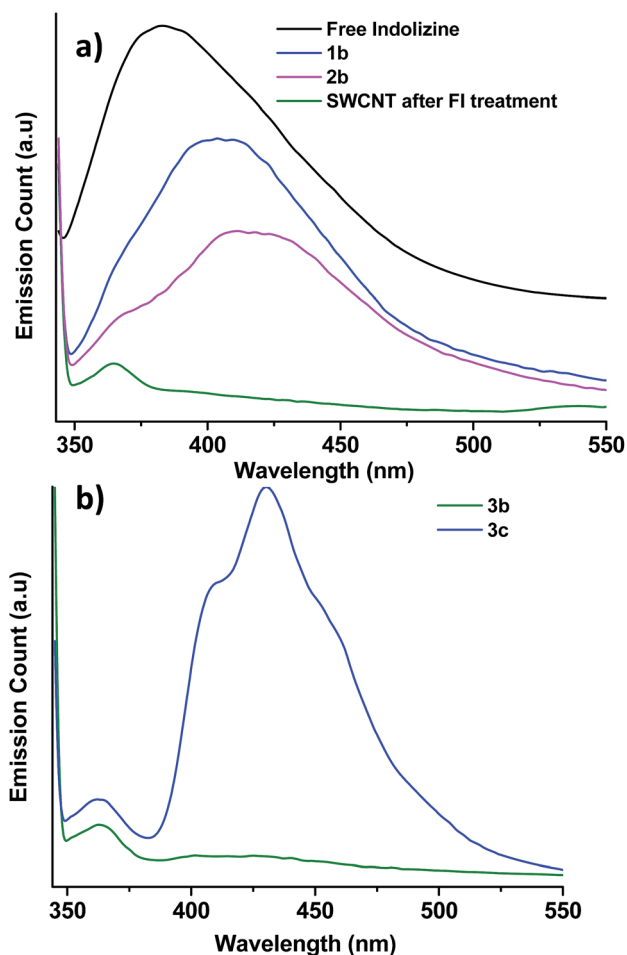 a)
Free Indolizine
1b
2b
SWCNT after FI treatment
Emission Count (a.u)
350 400 450 500 550
Wavelength (nm)
b)
3b
3c
Emission Count (a.u)
350 400 450 500 550
Wavelength (nm)